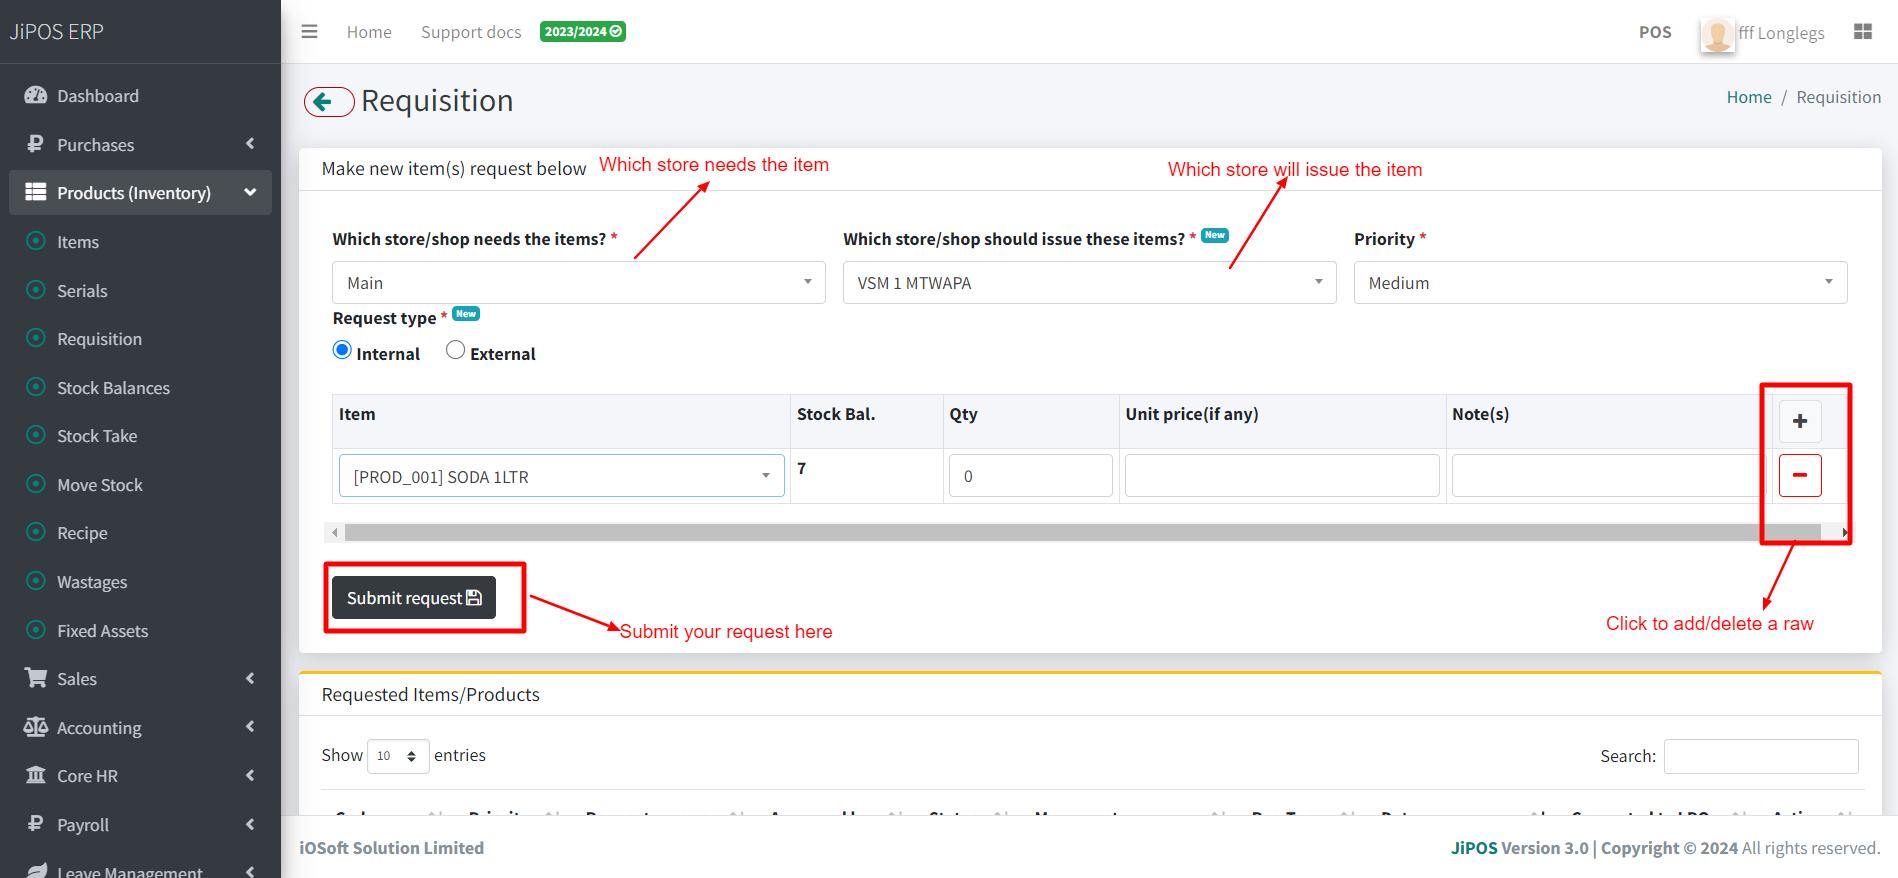 JiPOS ERP
Home
Support docs
2023/2024
POS
fff Longlegs
Dashboard
Purchases
Products (Inventory)
Items
Serials
Requisition
Stock Balances
Stock Take
Move Stock
Recipe
Wastages
Fixed Assets
Sales
Accounting
Core HR
Payroll
Leave Management
Requisition
Home / Requisition
Make new item(s) request below
Which store needs the item
Which store will issue the item
Which store/shop needs the items? *
Which store/shop should issue these items? * New
Priority *
Main
VSM 1 MTWAPA
Medium
Request type * New
Internal
External
Item
Stock Bal.
Qty
Unit price(if any)
Note(s)
[PROD_001] SODA 1LTR
7
0
Submit request
Submit your request here
Click to add/delete a raw
Requested Items/Products
Show 10 entries
Search:
iOSoft Solution Limited
JiPOS Version 3.0 | Copyright © 2024 All rights reserved.